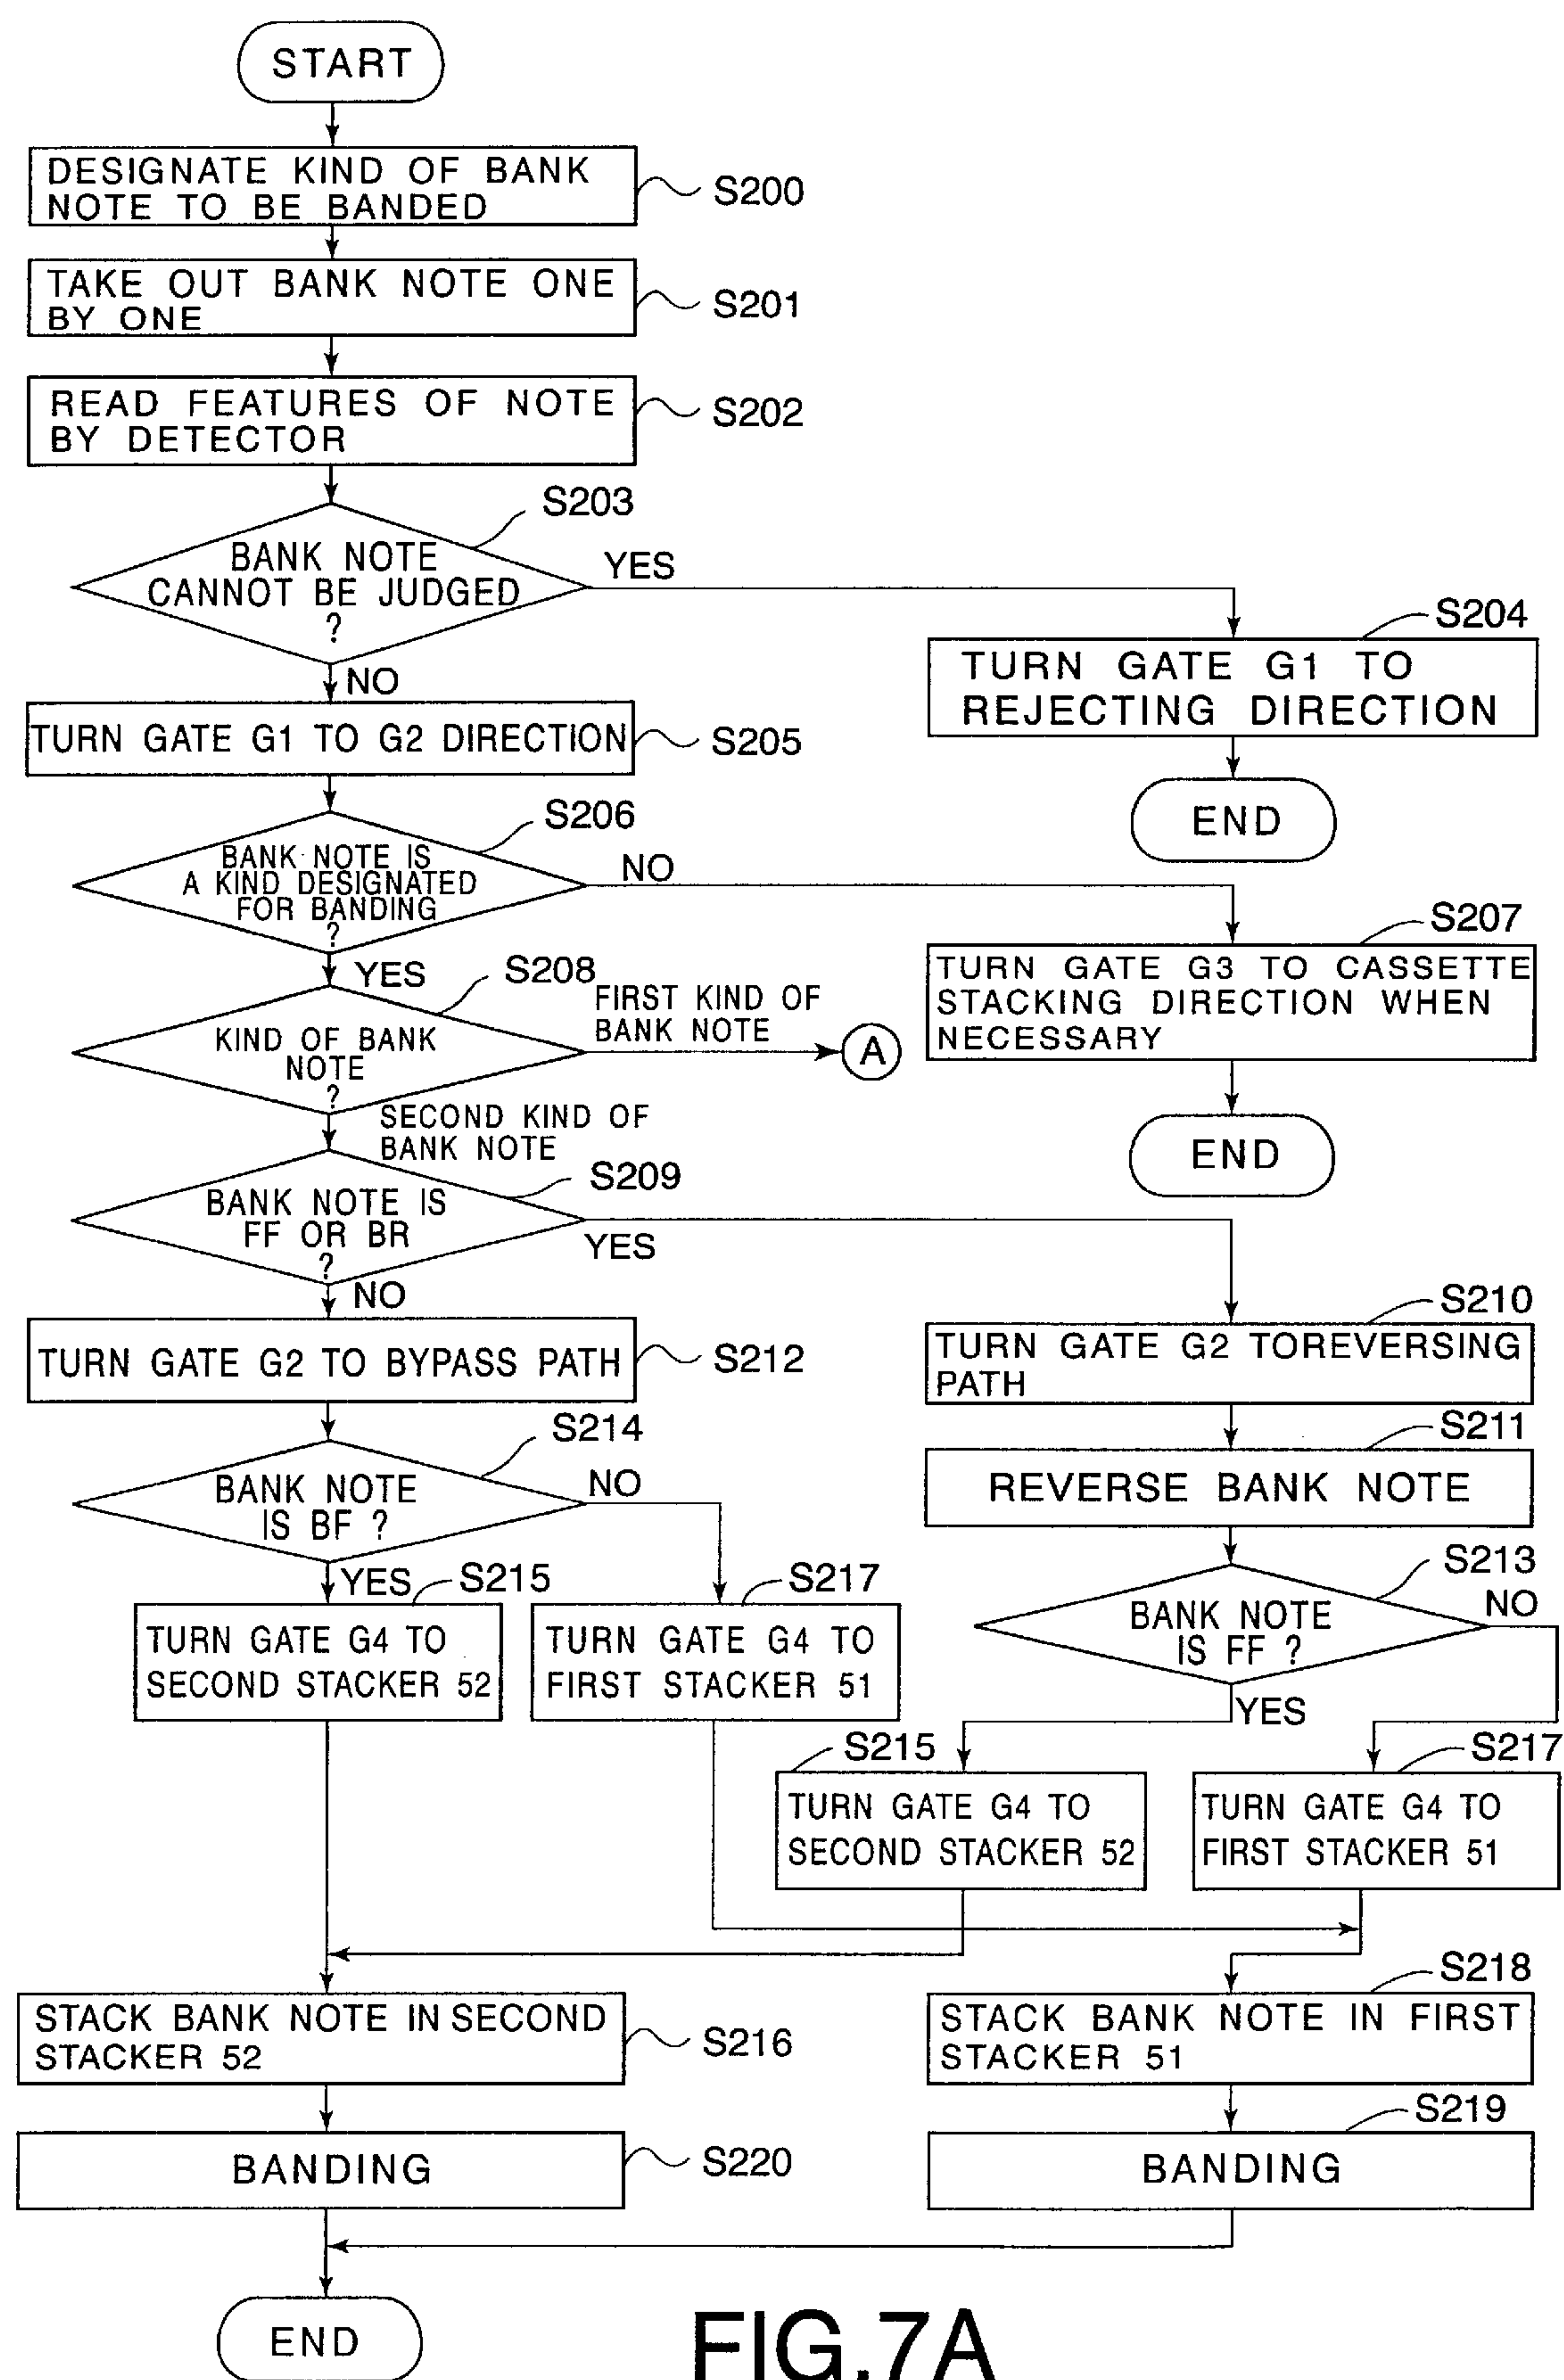 START
DESIGNATE KIND OF BANK
NOTE TO BE BANDED
S200
TAKE OUT BANK NOTE ONE
BY ONE
S201
READ FEATURES OF NOTE
BY DETECTOR
S202
S203
BANK NOTE
CANNOT BE JUDGED
?
YES
NO
S204
TURN GATE G1 TO
REJECTING DIRECTION
END
TURN GATE G1 TO G2 DIRECTION
S205
S206
BANK NOTE IS
A KIND DESIGNATED
FOR BANDING
?
NO
YES
S207
TURN GATE G3 TO CASSETTE
STACKING DIRECTION WHEN
NECESSARY
END
S208
KIND OF BANK
NOTE
?
FIRST KIND OF
BANK NOTE
A
SECOND KIND OF
BANK NOTE
S209
BANK NOTE IS
FF OR BR
?
YES
NO
S210
TURN GATE G2 TOREVERSING
PATH
TURN GATE G2 TO BYPASS PATH
S212
S211
REVERSE BANK NOTE
S214
BANK NOTE
IS BF ?
NO
YES
S213
BANK NOTE
IS FF ?
NO
YES
S215
TURN GATE G4 TO
SECOND STACKER 52
S217
TURN GATE G4 TO
FIRST STACKER 51
S215
TURN GATE G4 TO
SECOND STACKER 52
S217
TURN GATE G4 TO
FIRST STACKER 51
STACK BANK NOTE IN SECOND
STACKER 52
S216
S218
STACK BANK NOTE IN FIRST
STACKER 51
BANDING
S220
S219
BANDING
END
FIG.7A